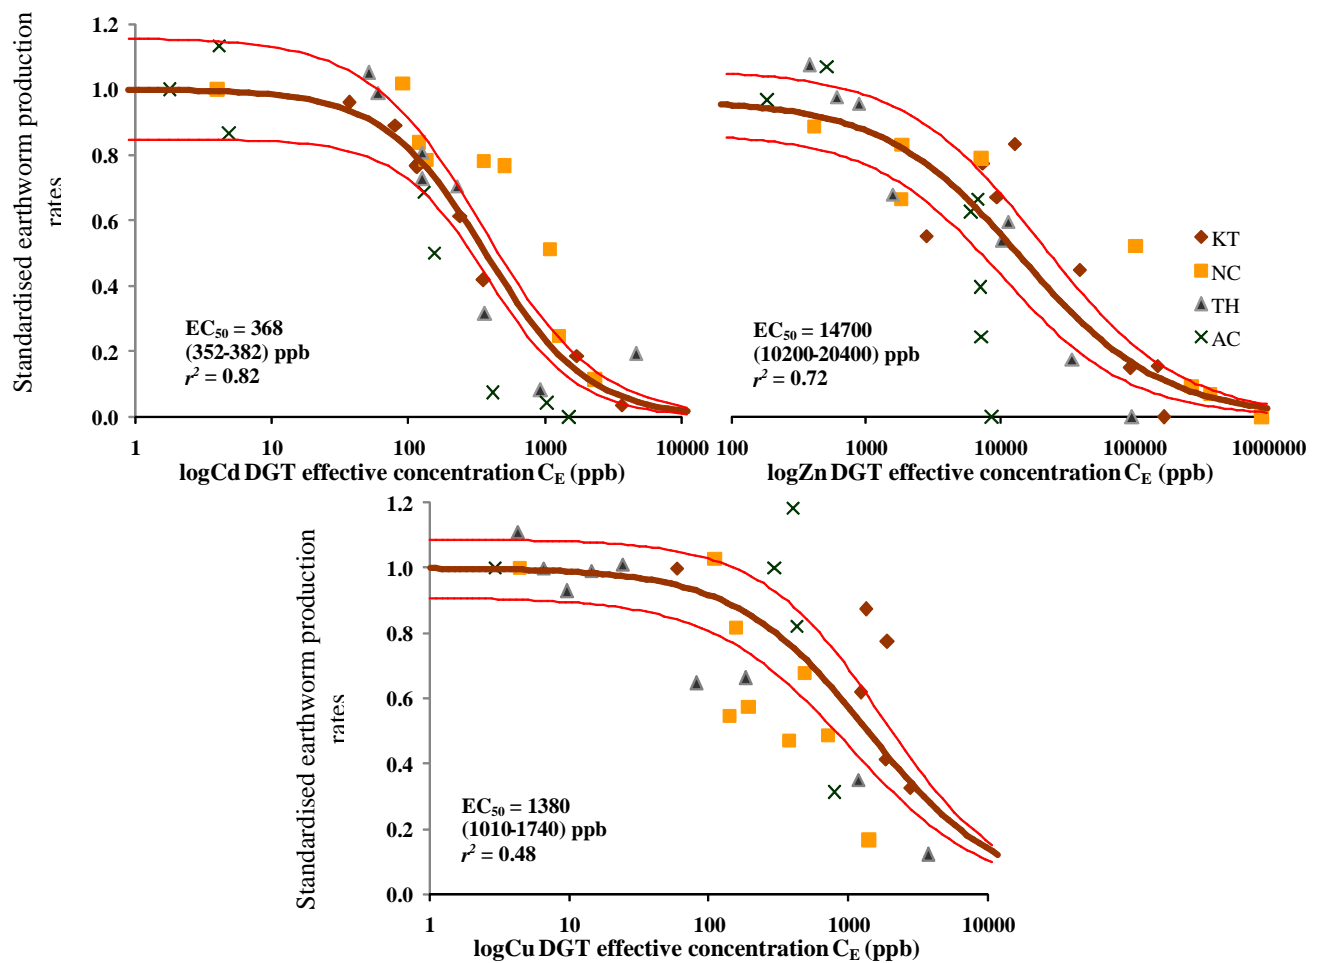 Standardised earthworm production
rates
1.2
1.0
0.8
0.6
0.4
0.2
0.0
EC50 = 368
(352-382) ppb
r2 = 0.82
1 10 100 1000 10000
logCd DGT effective concentration CE (ppb)
EC50 = 14700
(10200-20400) ppb
r2 = 0.72
100 1000 10000 100000 1000000
logZn DGT effective concentration CE (ppb)
KT
NC
TH
AC
Standardised earthworm production
rates
1.2
1.0
0.8
0.6
0.4
0.2
0.0
EC50 = 1380
(1010-1740) ppb
r2 = 0.48
1 10 100 1000 10000
logCu DGT effective concentration CE (ppb)